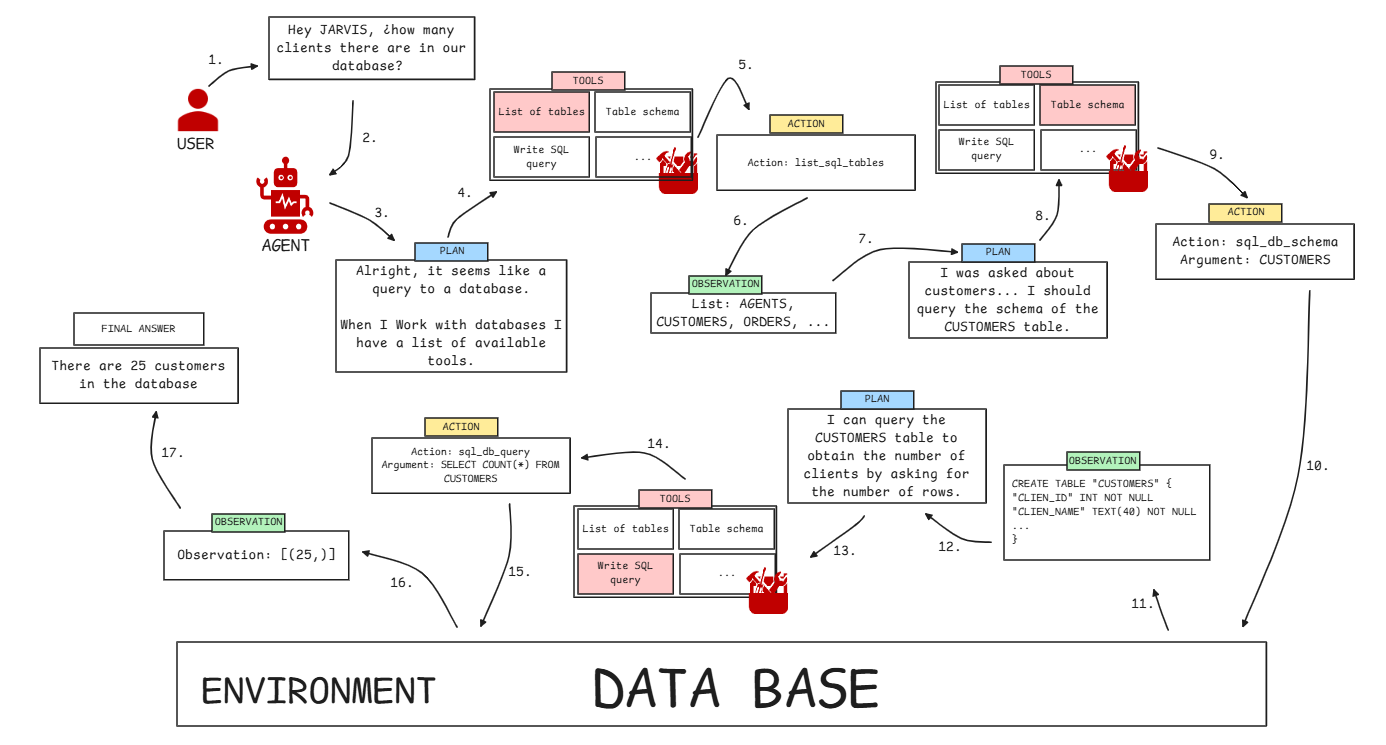 1.
Hey JARVIS, ¿how many
clients there are in our
database?
USER
2.
AGENT
3.
PLAN
Alright, it seems like a
query to a database.
When I Work with databases I
have a list of available
tools.
4.
TOOLS
List of tables
Table schema
Write SQL
query
...
5.
ACTION
Action: list_sql_tables
6.
OBSERVATION
List: AGENTS,
CUSTOMERS, ORDERS, ...
7.
PLAN
I was asked about
customers... I should
query the schema of the
CUSTOMERS table.
8.
TOOLS
List of tables
Table schema
Write SQL
query
...
9.
ACTION
Action: sql_db_schema
Argument: CUSTOMERS
10.
11.
OBSERVATION
CREATE TABLE "CUSTOMERS" {
"CLIEN_ID" INT NOT NULL
"CLIEN_NAME" TEXT(40) NOT NULL
...
}
12.
PLAN
I can query the
CUSTOMERS table to
obtain the number of
clients by asking for
the number of rows.
13.
TOOLS
List of tables
Table schema
Write SQL
query
...
14.
ACTION
Action: sql_db_query
Argument: SELECT COUNT(*) FROM
CUSTOMERS
15.
16.
OBSERVATION
Observation: [(25,)]
17.
FINAL ANSWER
There are 25 customers
in the database
ENVIRONMENT
DATA BASE